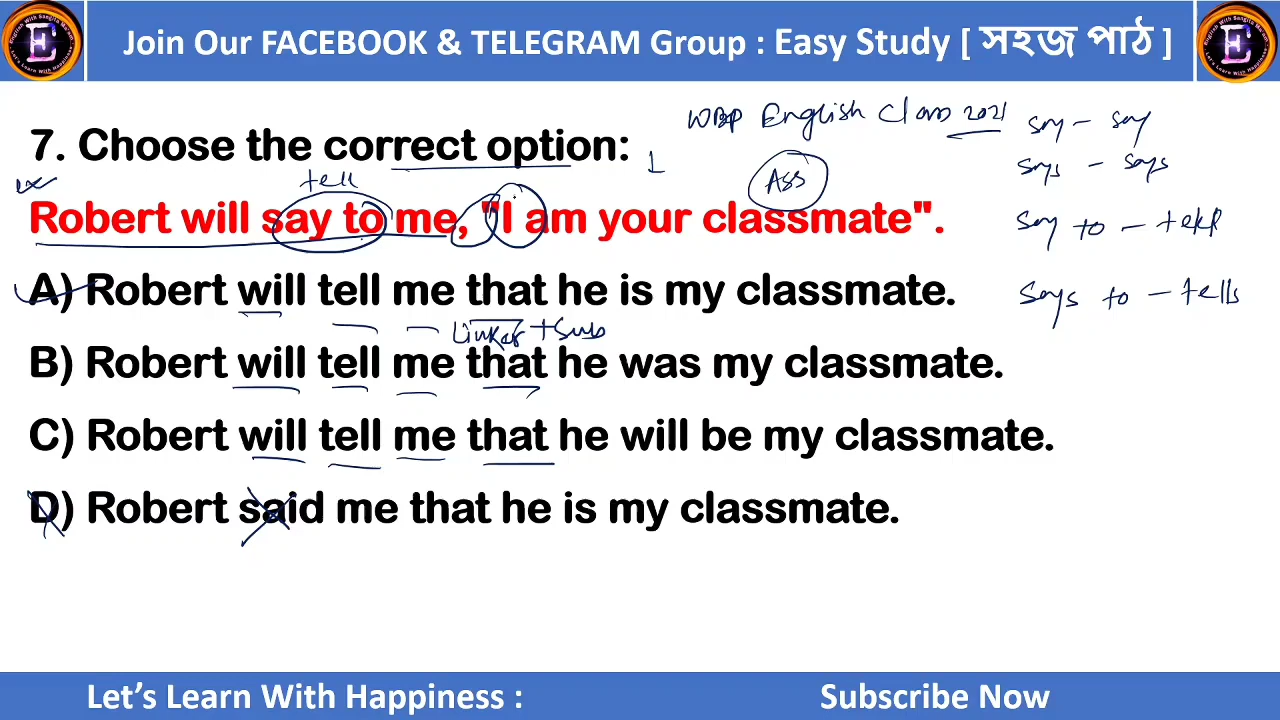 Join Our FACEBOOK & TELEGRAM Group : Easy Study [ সহজ পাঠ ]
WBP English Class 2021
7. Choose the correct option:
ASS
say - say
says - says
say to - tell
says to - tells
tell
Robert will say to me, "I am your classmate".
A) Robert will tell me that he is my classmate.
Linker + Sub
B) Robert will tell me that he was my classmate.
C) Robert will tell me that he will be my classmate.
D) Robert said me that he is my classmate.
Let's Learn With Happiness :
Subscribe Now